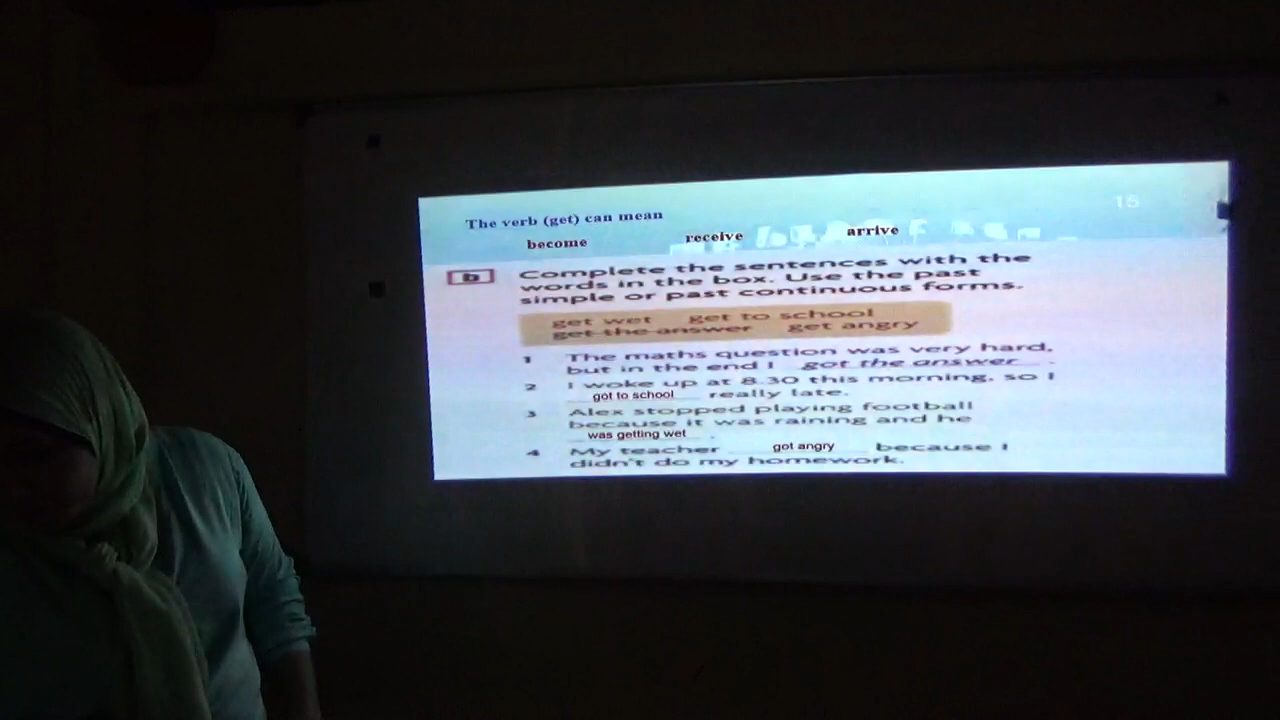 15
The verb (get) can mean
become receive arrive
b Complete the sentences with the
words in the box. Use the past
simple or past continuous forms.
get wet get to school
get the answer get angry
1 The maths question was very hard,
but in the end I got the answer .
2 I woke up at 8.30 this morning, so I
got to school really late.
3 Alex stopped playing football
because it was raining and he
was getting wet .
4 My teacher got angry because I
didn't do my homework.